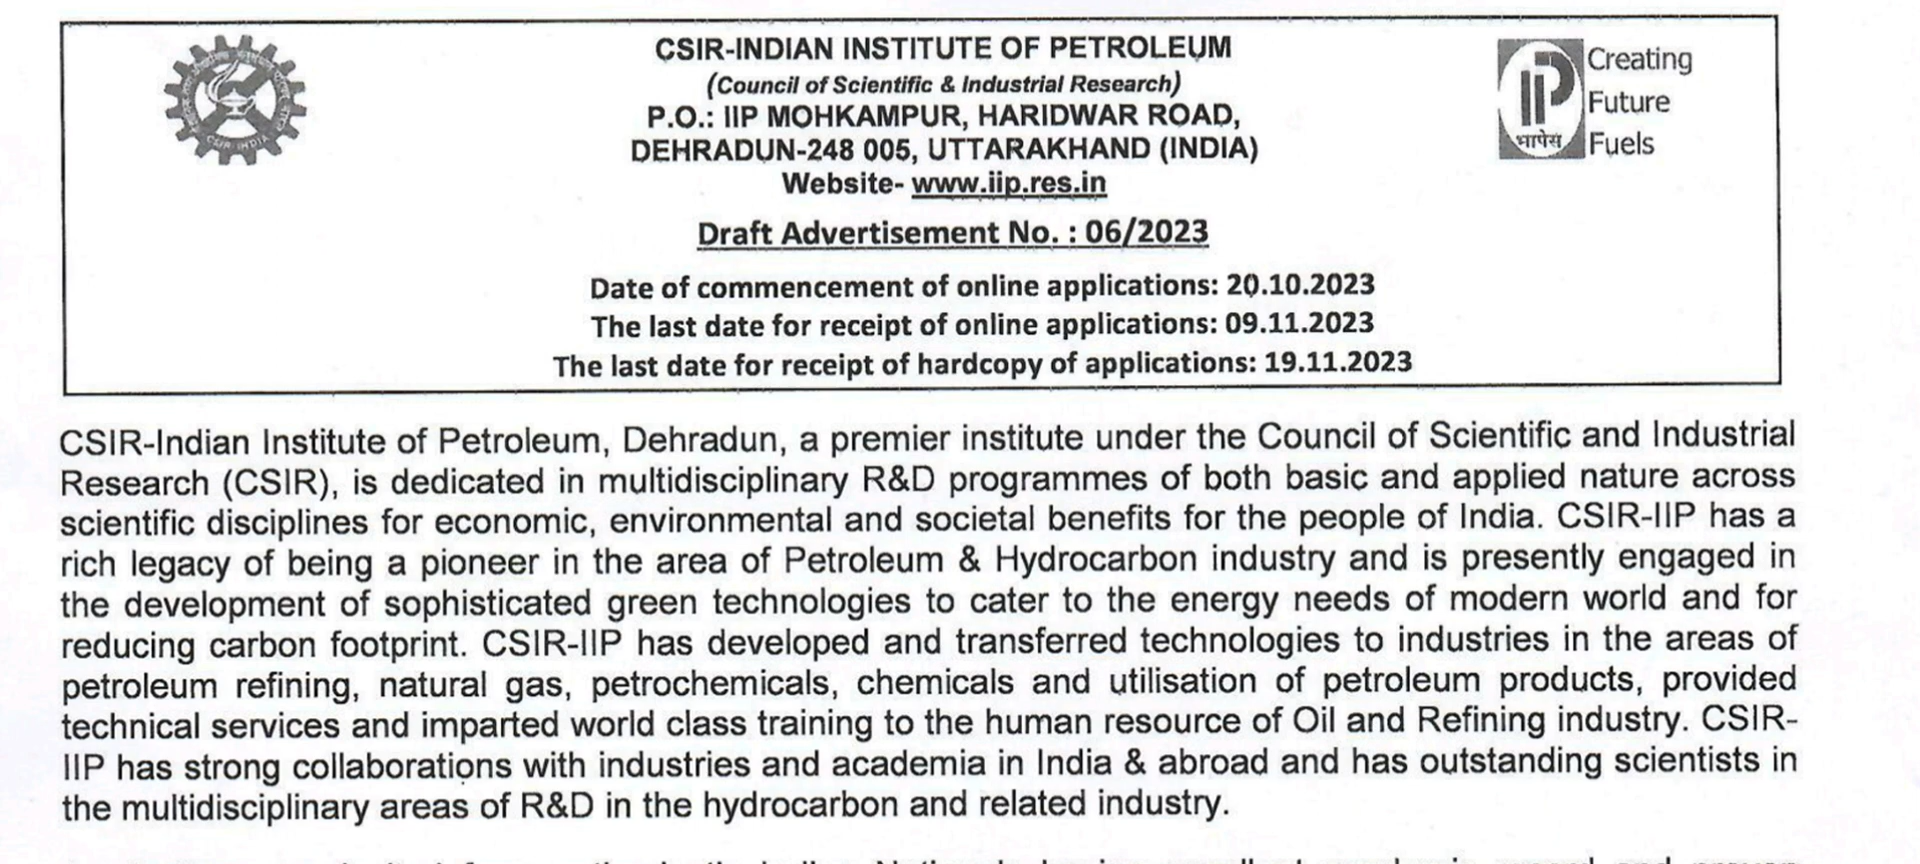 CSIR-INDIAN INSTITUTE OF PETROLEUM
(Council of Scientific & Industrial Research)
P.O.: IIP MOHKAMPUR, HARIDWAR ROAD,
DEHRADUN-248 005, UTTARAKHAND (INDIA)
Website- www.iip.res.in
CSIR-INDIA
IIP
भापेसं
Creating
Future
Fuels
Draft Advertisement No. : 06/2023
Date of commencement of online applications: 20.10.2023
The last date for receipt of online applications: 09.11.2023
The last date for receipt of hardcopy of applications: 19.11.2023
CSIR-Indian Institute of Petroleum, Dehradun, a premier institute under the Council of Scientific and Industrial
Research (CSIR), is dedicated in multidisciplinary R&D programmes of both basic and applied nature across
scientific disciplines for economic, environmental and societal benefits for the people of India. CSIR-IIP has a
rich legacy of being a pioneer in the area of Petroleum & Hydrocarbon industry and is presently engaged in
the development of sophisticated green technologies to cater to the energy needs of modern world and for
reducing carbon footprint. CSIR-IIP has developed and transferred technologies to industries in the areas of
petroleum refining, natural gas, petrochemicals, chemicals and utilisation of petroleum products, provided
technical services and imparted world class training to the human resource of Oil and Refining industry. CSIR-
IIP has strong collaborations with industries and academia in India & abroad and has outstanding scientists in
the multidisciplinary areas of R&D in the hydrocarbon and related industry.